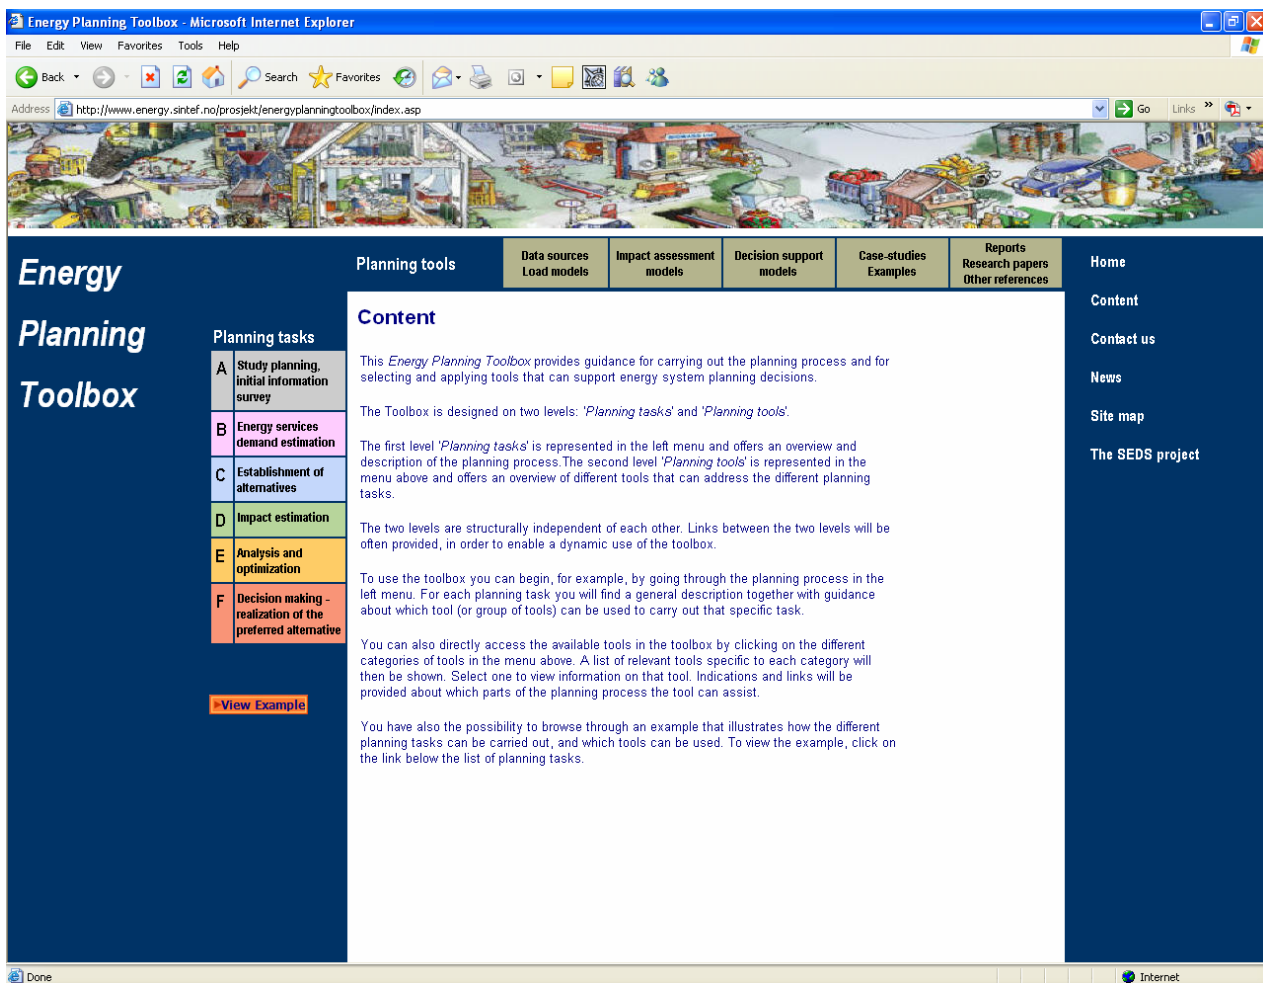 Energy Planning Toolbox - Microsoft Internet Explorer
File Edit View Favorites Tools Help
Back Search Favorites
Address http://www.energy.sintef.no/prosjekt/energyplanningtoolbox/index.asp Go Links »
Energy
Planning
Toolbox
Planning tools
Data sources
Load models
Impact assessment
models
Decision support
models
Case-studies
Examples
Reports
Research papers
Other references
Home
Content
Contact us
News
Site map
The SEDS project
Planning tasks
A Study planning,
initial information
survey
B Energy services
demand estimation
C Establishment of
alternatives
D Impact estimation
E Analysis and
optimization
F Decision making -
realization of the
preferred alternative
View Example
Content
This Energy Planning Toolbox provides guidance for carrying out the planning process and for
selecting and applying tools that can support energy system planning decisions.
The Toolbox is designed on two levels: 'Planning tasks' and 'Planning tools'.
The first level 'Planning tasks' is represented in the left menu and offers an overview and
description of the planning process.The second level 'Planning tools' is represented in the
menu above and offers an overview of different tools that can address the different planning
tasks.
The two levels are structurally independent of each other. Links between the two levels will be
often provided, in order to enable a dynamic use of the toolbox.
To use the toolbox you can begin, for example, by going through the planning process in the
left menu. For each planning task you will find a general description together with guidance
about which tool (or group of tools) can be used to carry out that specific task.
You can also directly access the available tools in the toolbox by clicking on the different
categories of tools in the menu above. A list of relevant tools specific to each category will
then be shown. Select one to view information on that tool. Indications and links will be
provided about which parts of the planning process the tool can assist.
You have also the possibility to browse through an example that illustrates how the different
planning tasks can be carried out, and which tools can be used. To view the example, click on
the link below the list of planning tasks.
Done Internet